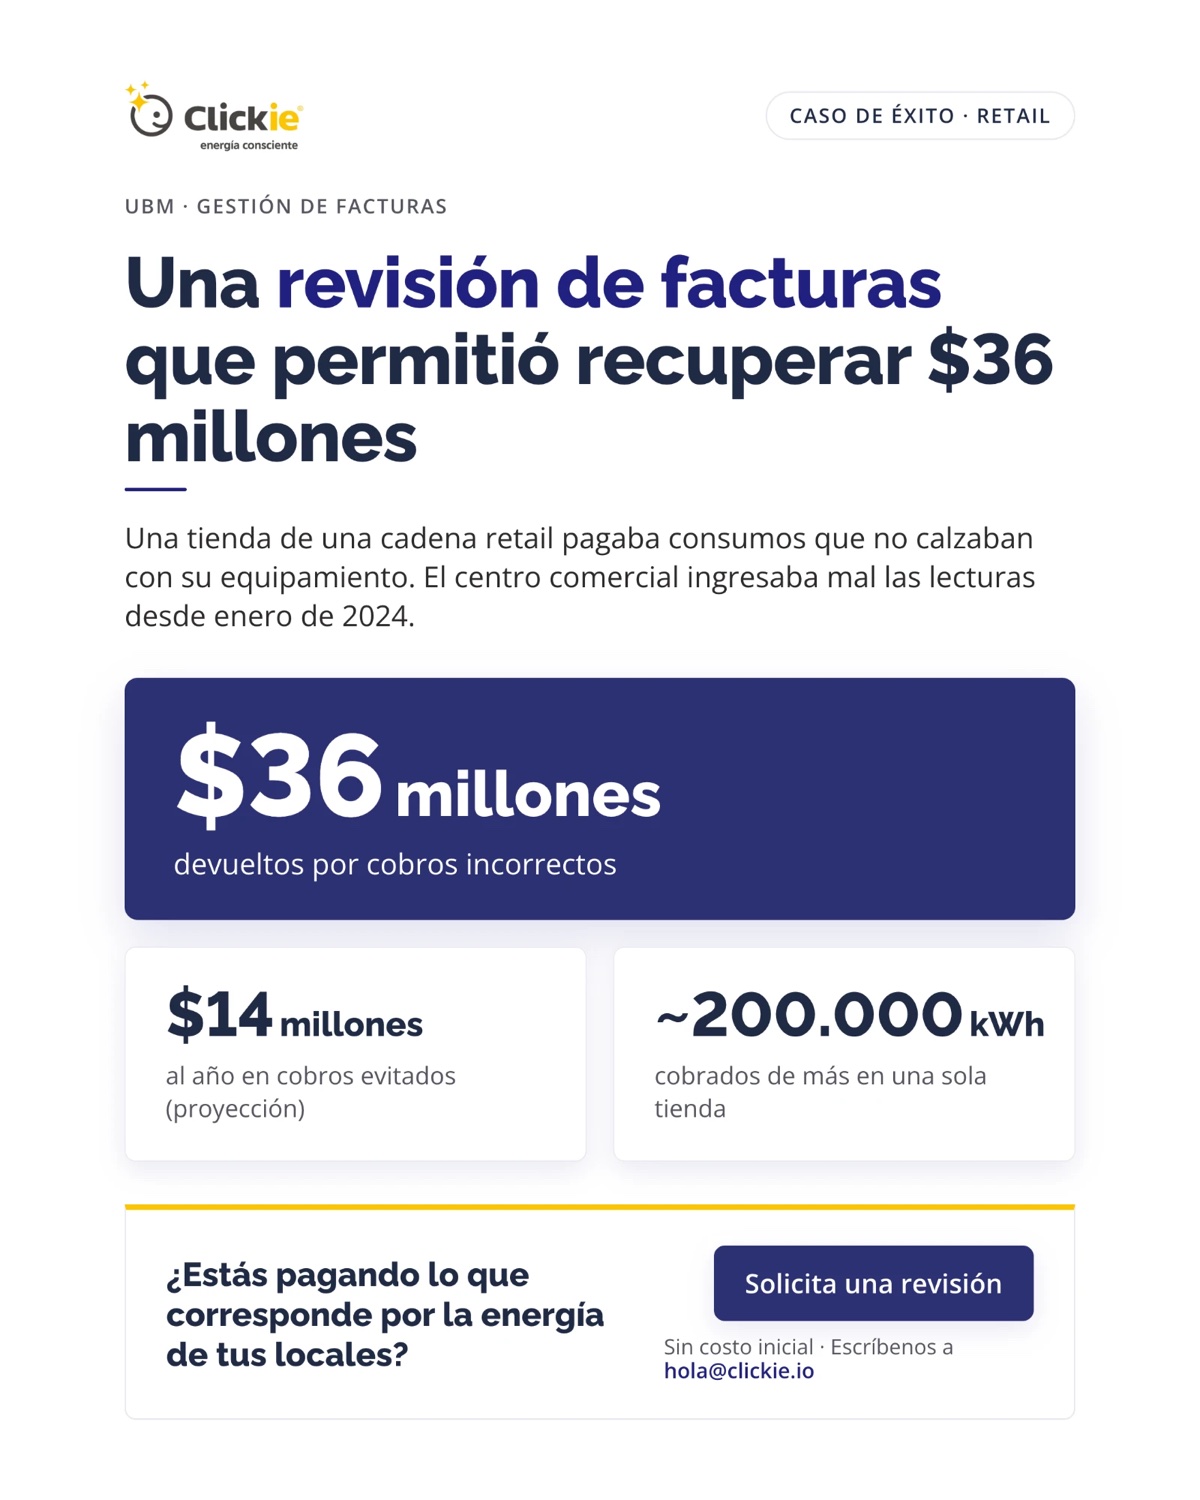 Clickie®
energía consciente
CASO DE ÉXITO · RETAIL
UBM · GESTIÓN DE FACTURAS
Una revisión de facturas
que permitió recuperar $36
millones
Una tienda de una cadena retail pagaba consumos que no calzaban
con su equipamiento. El centro comercial ingresaba mal las lecturas
desde enero de 2024.
$36 millones
devueltos por cobros incorrectos
$14 millones
al año en cobros evitados
(proyección)
~200.000 kWh
cobrados de más en una sola
tienda
¿Estás pagando lo que
corresponde por la energía
de tus locales?
Solicita una revisión
Sin costo inicial · Escríbenos a
hola@clickie.io